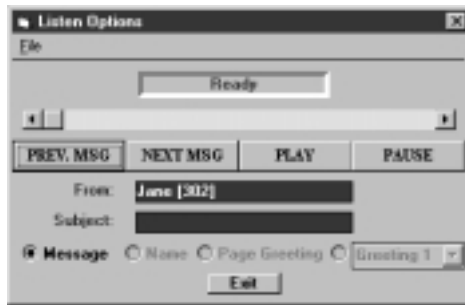 Listen Options
File
Ready
PREV. MSG NEXT MSG PLAY PAUSE
From: Jane [302]
Subject:
Message Name Page Greeting Greeting 1
Exit